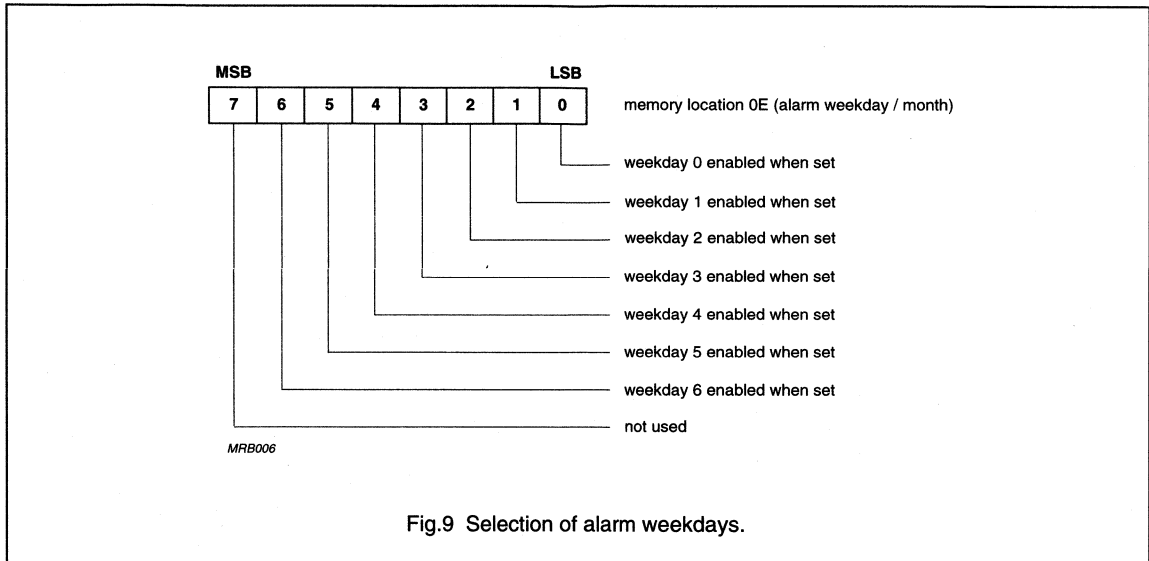 MSB LSB
7 6 5 4 3 2 1 0 memory location 0E (alarm weekday / month)
weekday 0 enabled when set
weekday 1 enabled when set
weekday 2 enabled when set
weekday 3 enabled when set
weekday 4 enabled when set
weekday 5 enabled when set
weekday 6 enabled when set
not used
MRB006
Fig.9 Selection of alarm weekdays.